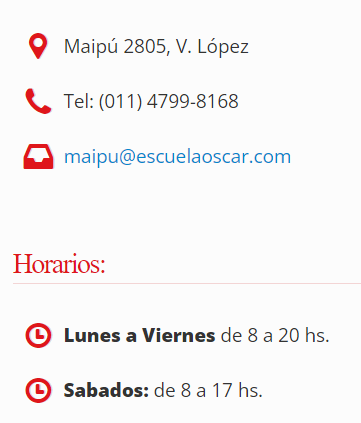 Maipú 2805, V. López
Tel: (011) 4799-8168
maipu@escuelaoscar.com
Horarios:
Lunes a Viernes de 8 a 20 hs.
Sabados: de 8 a 17 hs.